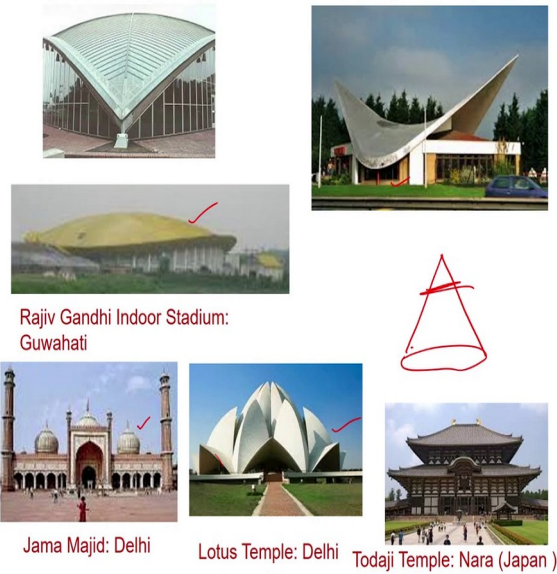 Rajiv Gandhi Indoor Stadium:
Guwahati
Jama Majid: Delhi
Lotus Temple: Delhi
Todaji Temple: Nara (Japan )